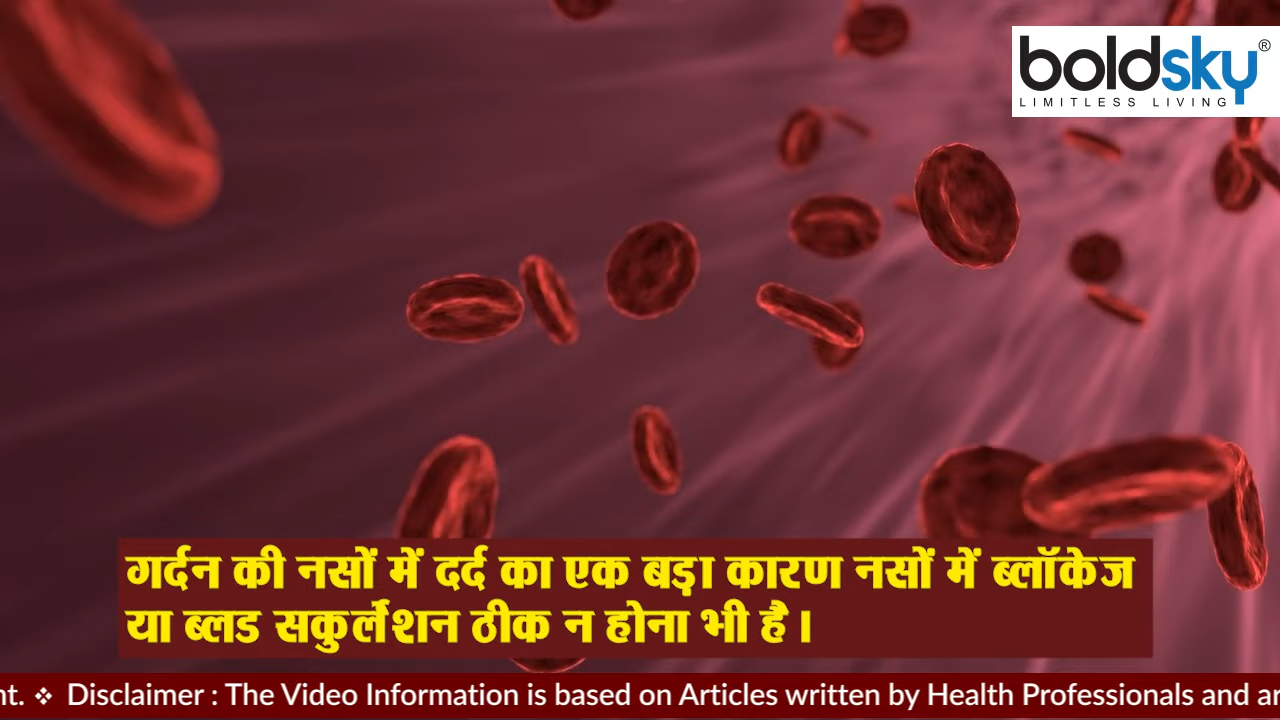 boldsky®
LIMITLESS LIVING
गर्दन की नसों में दर्द का एक बड़ा कारण नसों में ब्लॉकेज
या ब्लड सकुर्लेशन ठीक न होना भी है।
nt. ❖ Disclaimer : The Video Information is based on Articles written by Health Professionals and ar